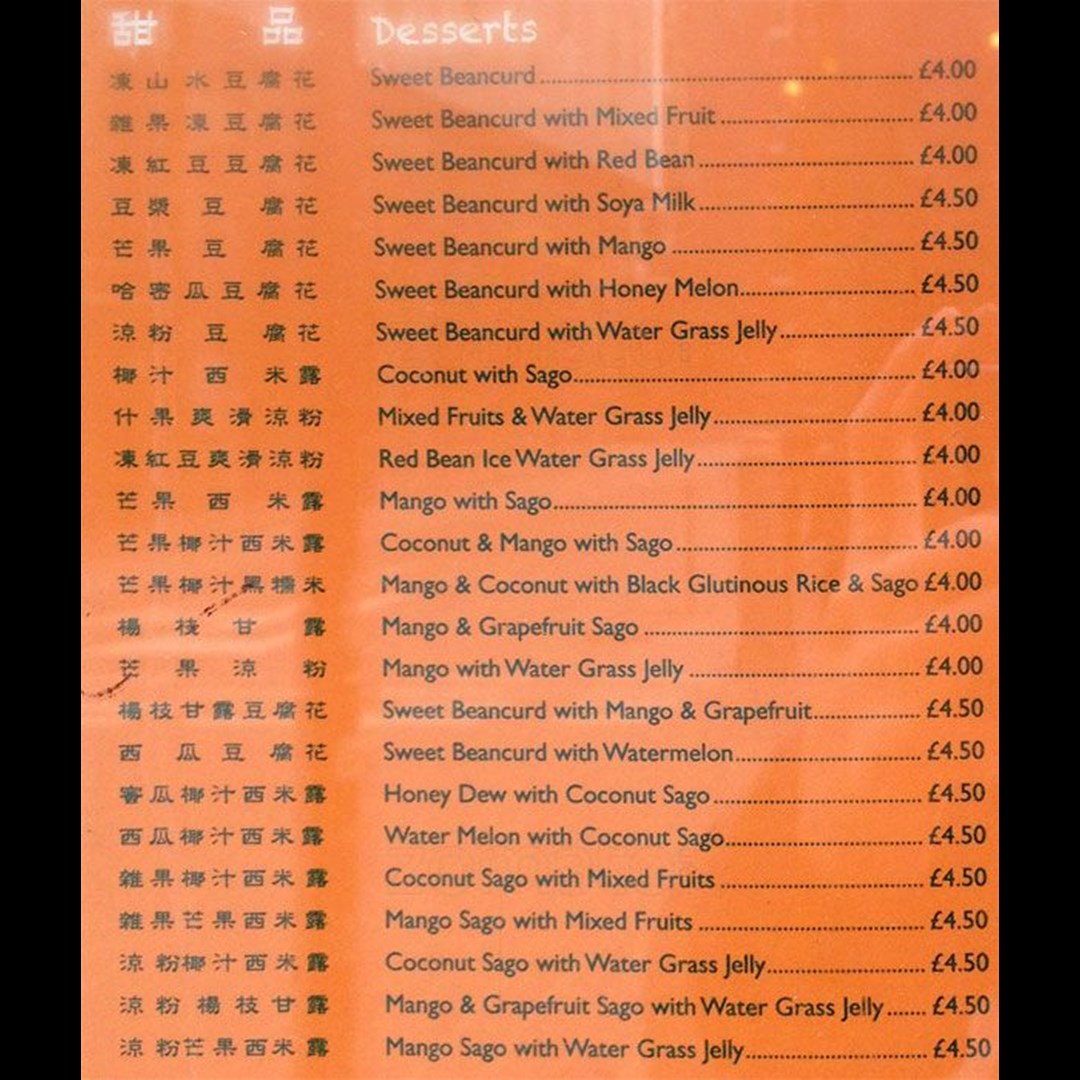 甜品 Desserts
凍山水豆腐花 Sweet Beancurd £4.00
雜果凍豆腐花 Sweet Beancurd with Mixed Fruit £4.00
凍紅豆豆腐花 Sweet Beancurd with Red Bean £4.00
豆漿豆腐花 Sweet Beancurd with Soya Milk £4.50
芒果豆腐花 Sweet Beancurd with Mango £4.50
哈密瓜豆腐花 Sweet Beancurd with Honey Melon £4.50
涼粉豆腐花 Sweet Beancurd with Water Grass Jelly £4.50
椰汁西米露 Coconut with Sago £4.00
什果爽滑涼粉 Mixed Fruits & Water Grass Jelly £4.00
凍紅豆爽滑涼粉 Red Bean Ice Water Grass Jelly £4.00
芒果西米露 Mango with Sago £4.00
芒果椰汁西米露 Coconut & Mango with Sago £4.00
芒果椰汁黑糯米 Mango & Coconut with Black Glutinous Rice & Sago £4.00
楊枝甘露 Mango & Grapefruit Sago £4.00
芒果涼粉 Mango with Water Grass Jelly £4.00
楊枝甘露豆腐花 Sweet Beancurd with Mango & Grapefruit £4.50
西瓜豆腐花 Sweet Beancurd with Watermelon £4.50
蜜瓜椰汁西米露 Honey Dew with Coconut Sago £4.50
西瓜椰汁西米露 Water Melon with Coconut Sago £4.50
雜果椰汁西米露 Coconut Sago with Mixed Fruits £4.50
雜果芒果西米露 Mango Sago with Mixed Fruits £4.50
涼粉椰汁西米露 Coconut Sago with Water Grass Jelly £4.50
涼粉楊枝甘露 Mango & Grapefruit Sago with Water Grass Jelly £4.50
涼粉芒果西米露 Mango Sago with Water Grass Jelly £4.50